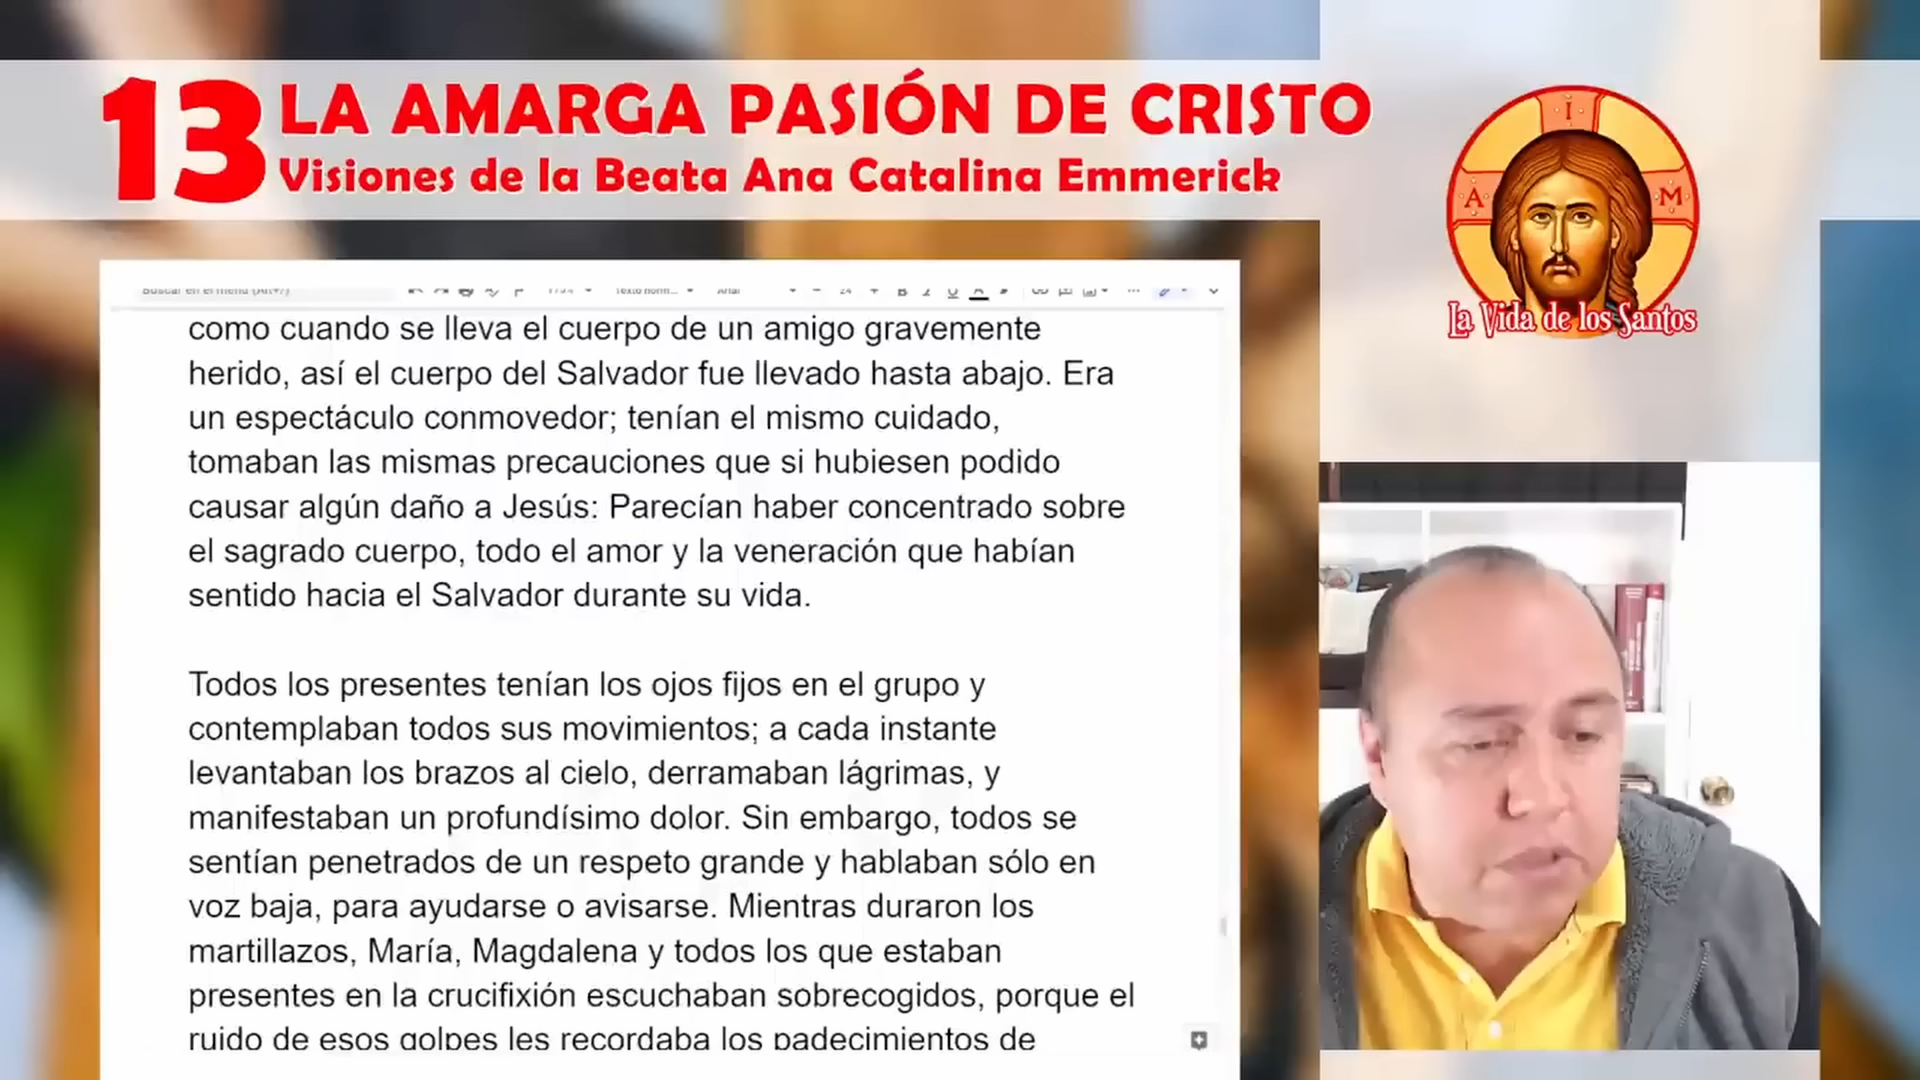 13
LA AMARGA PASIÓN DE CRISTO
Visiones de la Beata Ana Catalina Emmerick
I
A M
La Vida de los Santos
como cuando se lleva el cuerpo de un amigo gravemente
herido, así el cuerpo del Salvador fue llevado hasta abajo. Era
un espectáculo conmovedor; tenían el mismo cuidado,
tomaban las mismas precauciones que si hubiesen podido
causar algún daño a Jesús: Parecían haber concentrado sobre
el sagrado cuerpo, todo el amor y la veneración que habían
sentido hacia el Salvador durante su vida.
Todos los presentes tenían los ojos fijos en el grupo y
contemplaban todos sus movimientos; a cada instante
levantaban los brazos al cielo, derramaban lágrimas, y
manifestaban un profundísimo dolor. Sin embargo, todos se
sentían penetrados de un respeto grande y hablaban sólo en
voz baja, para ayudarse o avisarse. Mientras duraron los
martillazos, María, Magdalena y todos los que estaban
presentes en la crucifixión escuchaban sobrecogidos, porque el
ruido de esos golpes les recordaba los padecimientos de